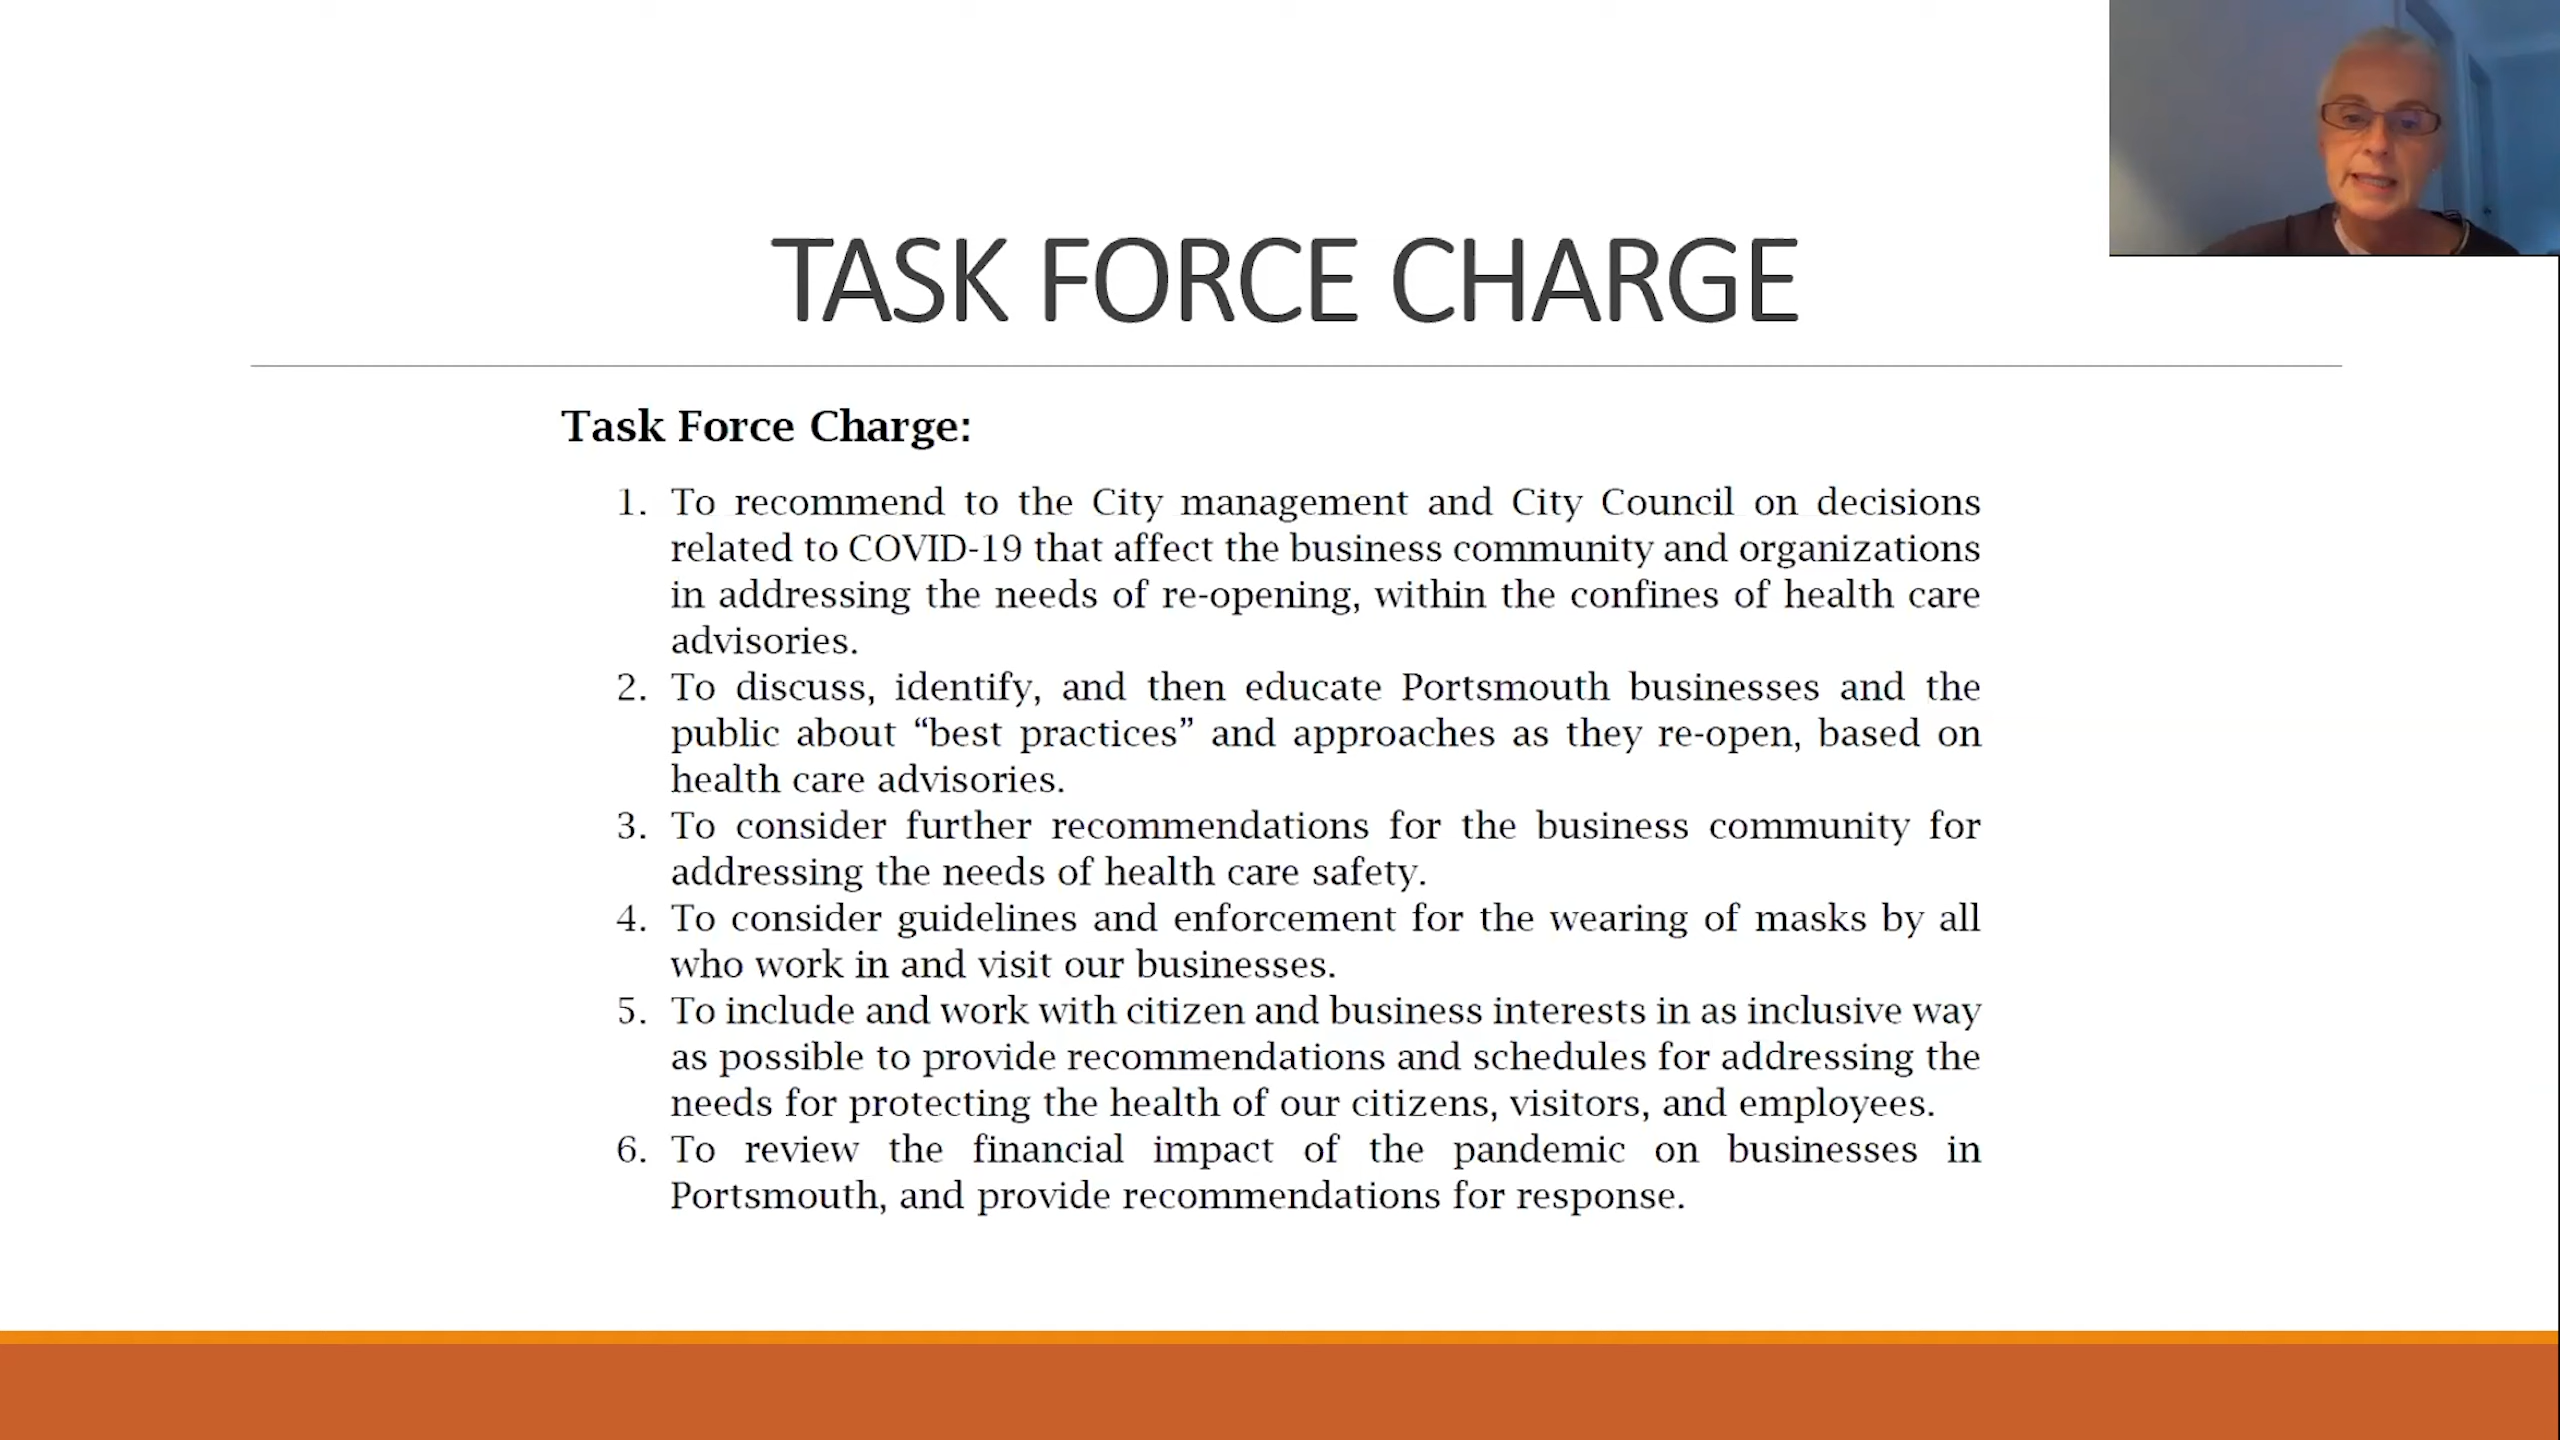 TASK FORCE CHARGE
Task Force Charge:
1. To recommend to the City management and City Council on decisions
related to COVID-19 that affect the business community and organizations
in addressing the needs of re-opening, within the confines of health care
advisories.
2. To discuss, identify, and then educate Portsmouth businesses and the
public about “best practices” and approaches as they re-open, based on
health care advisories.
3. To consider further recommendations for the business community for
addressing the needs of health care safety.
4. To consider guidelines and enforcement for the wearing of masks by all
who work in and visit our businesses.
5. To include and work with citizen and business interests in as inclusive way
as possible to provide recommendations and schedules for addressing the
needs for protecting the health of our citizens, visitors, and employees.
6. To review the financial impact of the pandemic on businesses in
Portsmouth, and provide recommendations for response.